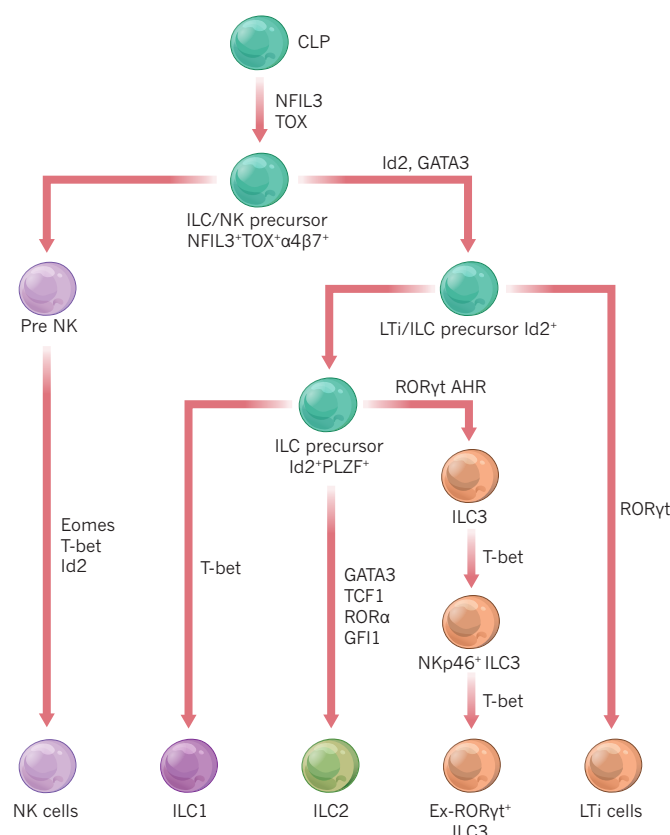 CLP
NFIL3
TOX
Id2, GATA3
ILC/NK precursor
NFIL3⁺TOX⁺α4β7⁺
Pre NK
LTi/ILC precursor Id2⁺
RORγt AHR
ILC precursor
Id2⁺PLZF⁺
ILC3
RORγt
Eomes
T-bet
Id2
T-bet
GATA3
TCF1
RORα
GFI1
T-bet
NKp46⁺ ILC3
T-bet
NK cells
ILC1
ILC2
Ex-RORγt⁺
ILC3
LTi cells